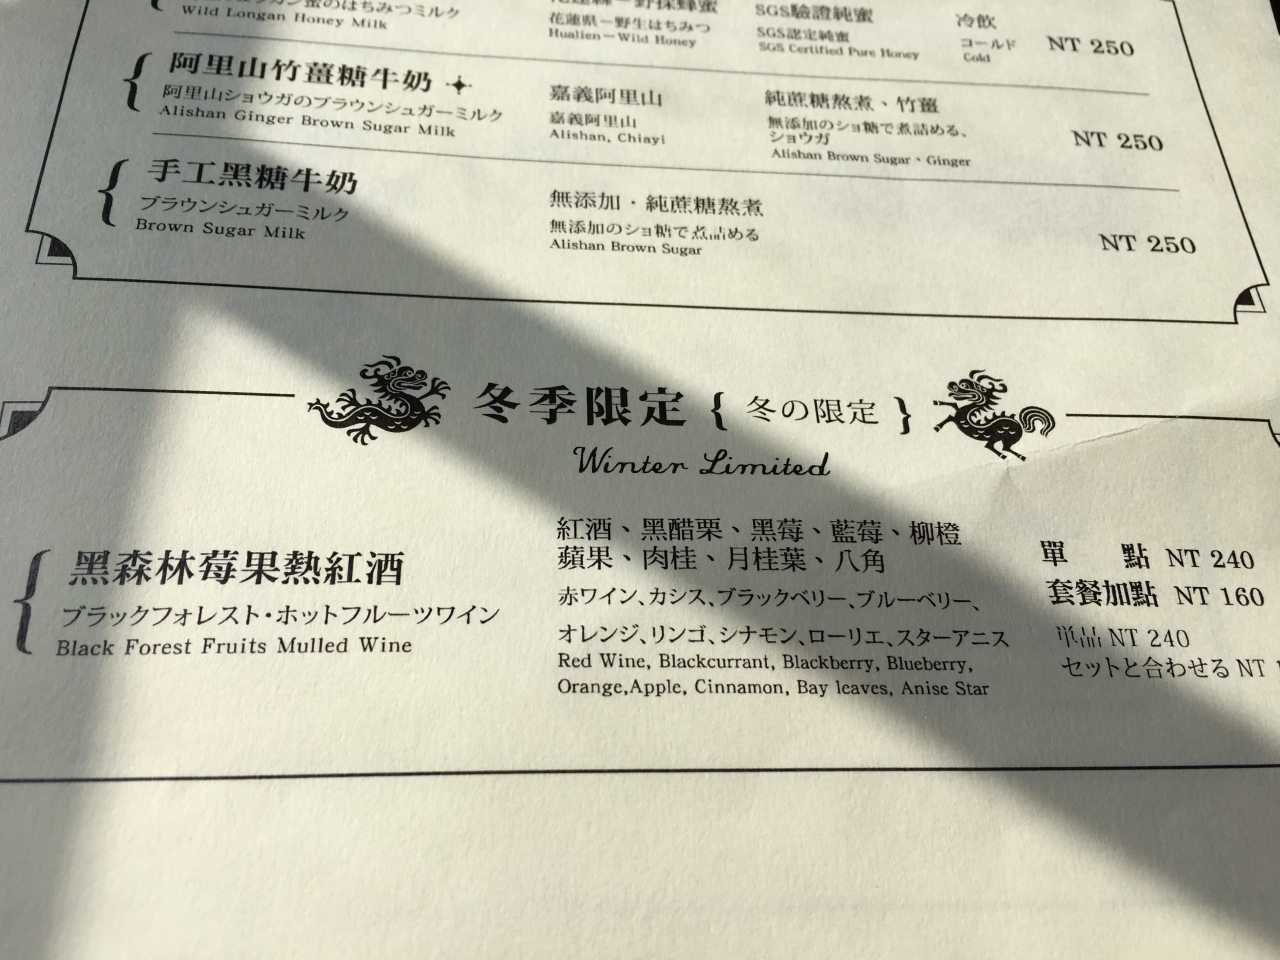 はちみつミルク
Wild Longan Honey Milk
花蓮県－野生はちみつ
Hualien－Wild Honey
SGS驗證純蜜
SGS認定純蜜
SGS Certified Pure Honey
冷飲
コールド
Cold
NT 250
阿里山竹薑糖牛奶
阿里山ショウガのブラウンシュガーミルク
Alishan Ginger Brown Sugar Milk
嘉義阿里山
嘉義阿里山
Alishan, Chiayi
純蔗糖熬煮、竹薑
無添加のショ糖で煮詰める、
ショウガ
Alishan Brown Sugar、Ginger
NT 250
手工黑糖牛奶
ブラウンシュガーミルク
Brown Sugar Milk
無添加・純蔗糖熬煮
無添加のショ糖で煮詰める
Alishan Brown Sugar
NT 250
冬季限定 { 冬の限定 }
Winter Limited
黑森林莓果熱紅酒
ブラックフォレスト・ホットフルーツワイン
Black Forest Fruits Mulled Wine
紅酒、黑醋栗、黑莓、藍莓、柳橙
蘋果、肉桂、月桂葉、八角
赤ワイン、カシス、ブラックベリー、ブルーベリー、
オレンジ、リンゴ、シナモン、ローリエ、スターアニス
Red Wine, Blackcurrant, Blackberry, Blueberry,
Orange,Apple, Cinnamon, Bay leaves, Anise Star
單 點 NT 240
套餐加點 NT 160
単品 NT 240
セットと合わせる NT